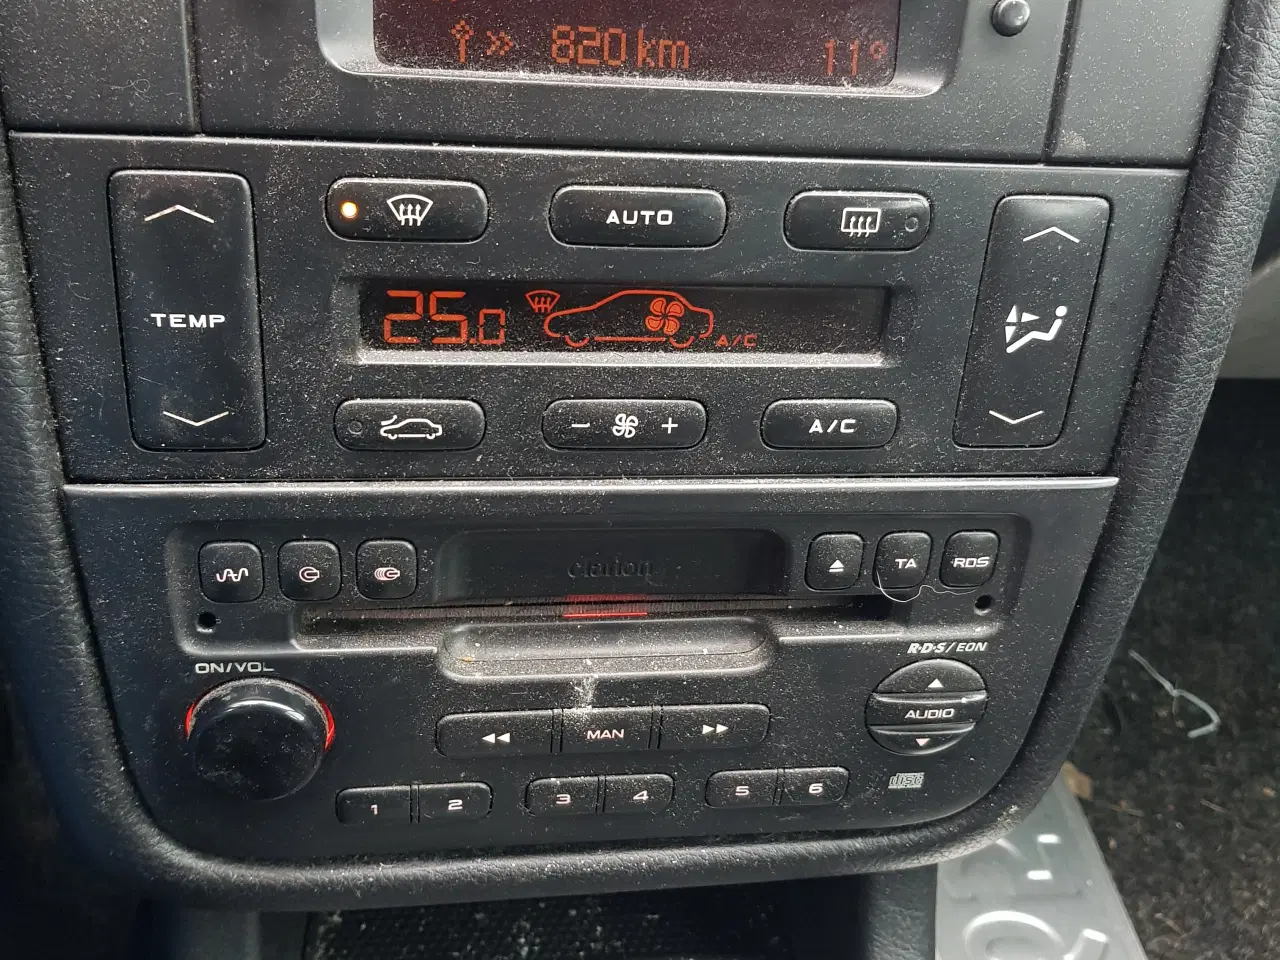 820 km 11°
AUTO
TEMP
25.0
A/C
- +
A/C
clarion
TA
RDS
ON/VOL
R·D·S/EON
AUDIO
MAN
disc
1 2 3 4 5 6